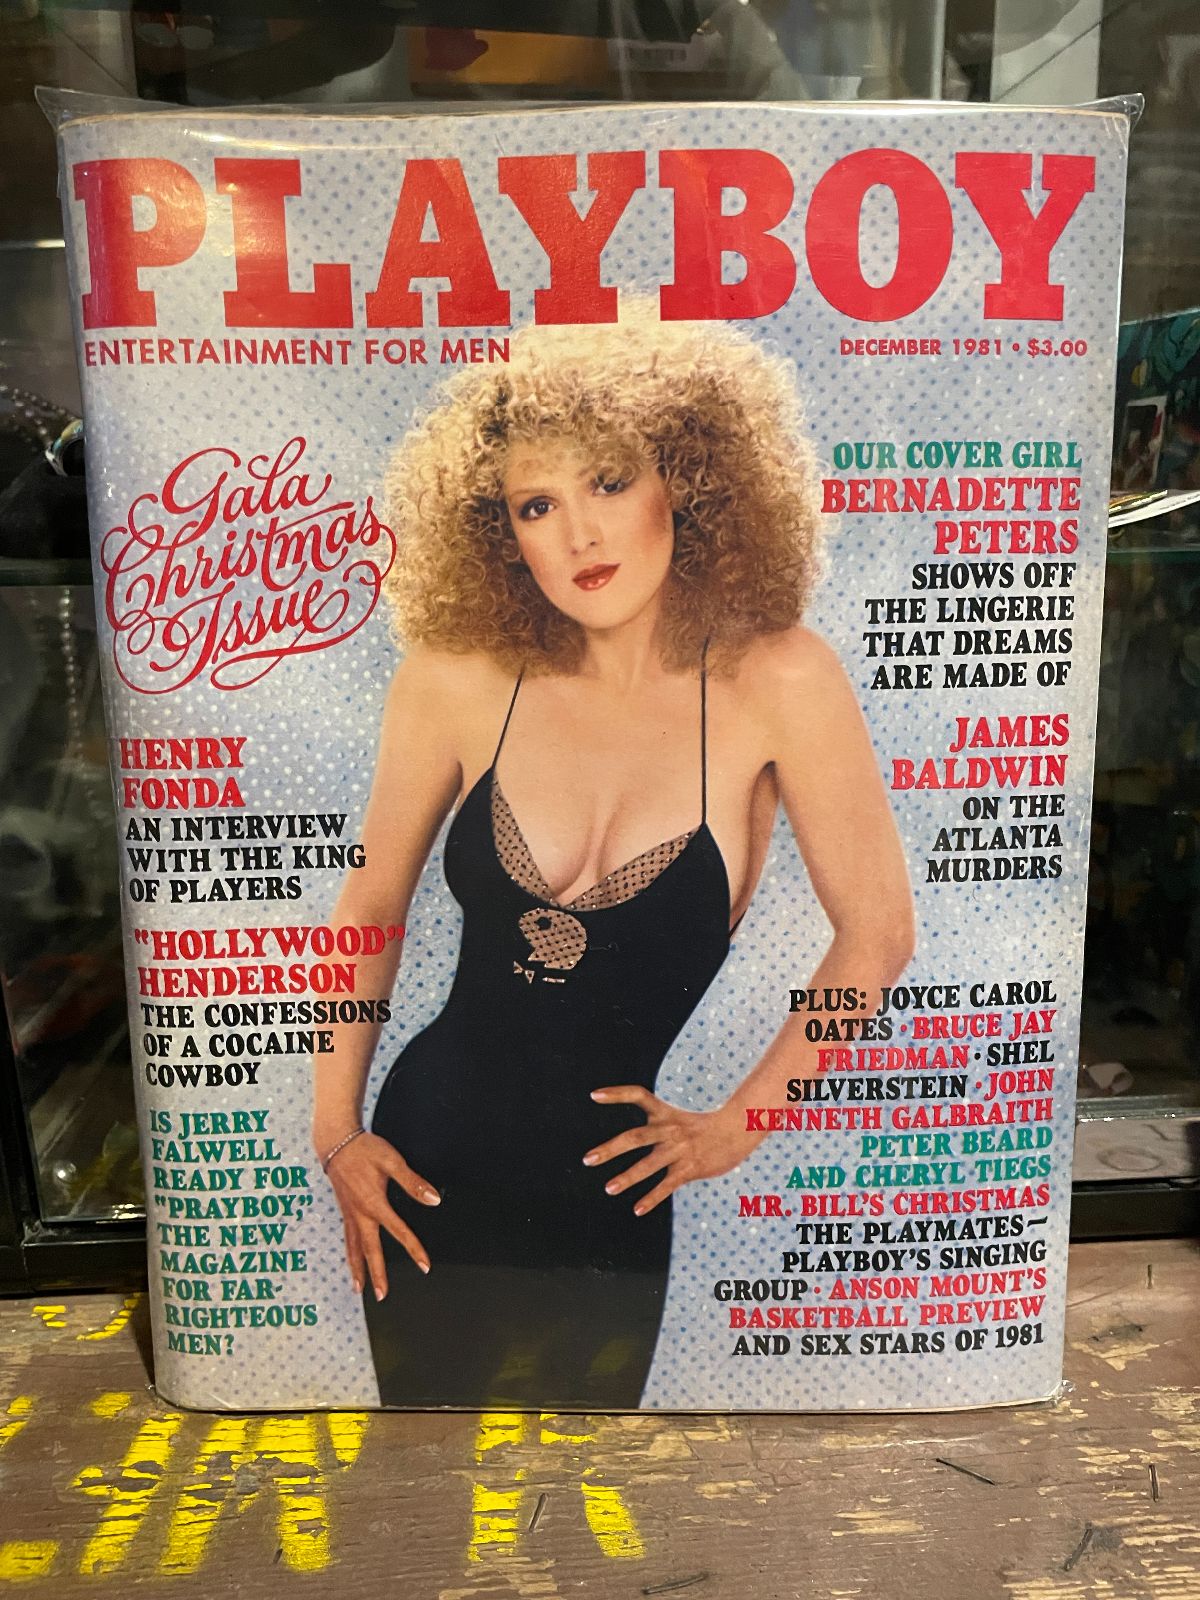 PLAYBOY
ENTERTAINMENT FOR MEN
DECEMBER 1981 • $3.00
Gala
Christmas
Issue
HENRY
FONDA
AN INTERVIEW
WITH THE KING
OF PLAYERS
"HOLLYWOOD"
HENDERSON
THE CONFESSIONS
OF A COCAINE
COWBOY
IS JERRY
FALWELL
READY FOR
"PRAYBOY,"
THE NEW
MAGAZINE
FOR FAR-
RIGHTEOUS
MEN?
OUR COVER GIRL
BERNADETTE
PETERS
SHOWS OFF
THE LINGERIE
THAT DREAMS
ARE MADE OF
JAMES
BALDWIN
ON THE
ATLANTA
MURDERS
PLUS: JOYCE CAROL
OATES • BRUCE JAY
FRIEDMAN • SHEL
SILVERSTEIN • JOHN
KENNETH GALBRAITH
PETER BEARD
AND CHERYL TIEGS
MR. BILL'S CHRISTMAS
THE PLAYMATES—
PLAYBOY'S SINGING
GROUP • ANSON MOUNT'S
BASKETBALL PREVIEW
AND SEX STARS OF 1981